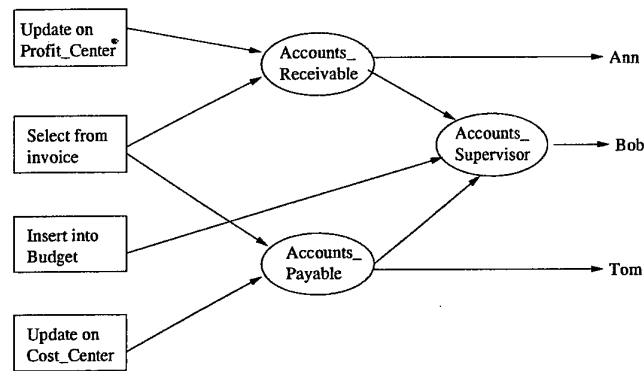 Update on
Profit_Center
Accounts_
Receivable
Ann
Select from
invoice
Accounts_
Supervisor
Bob
Insert into
Budget
Accounts_
Payable
Tom
Update on
Cost_Center